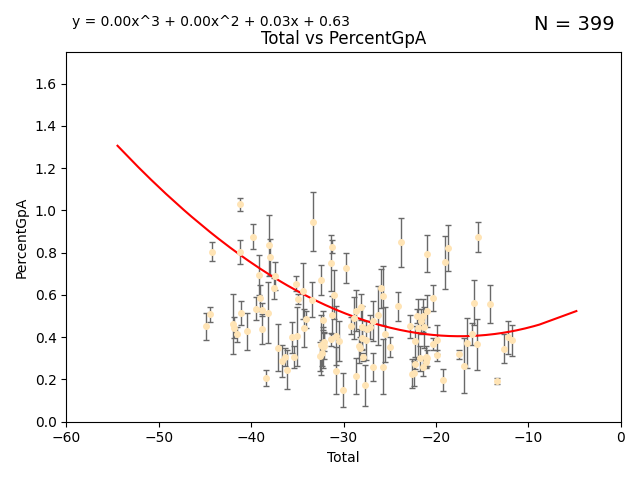 y = 0.00x^3 + 0.00x^2 + 0.03x + 0.63
N = 399
Total vs PercentGpA
PercentGpA
1.6
1.4
1.2
1.0
0.8
0.6
0.4
0.2
0.0
−60 −50 −40 −30 −20 −10 0
Total